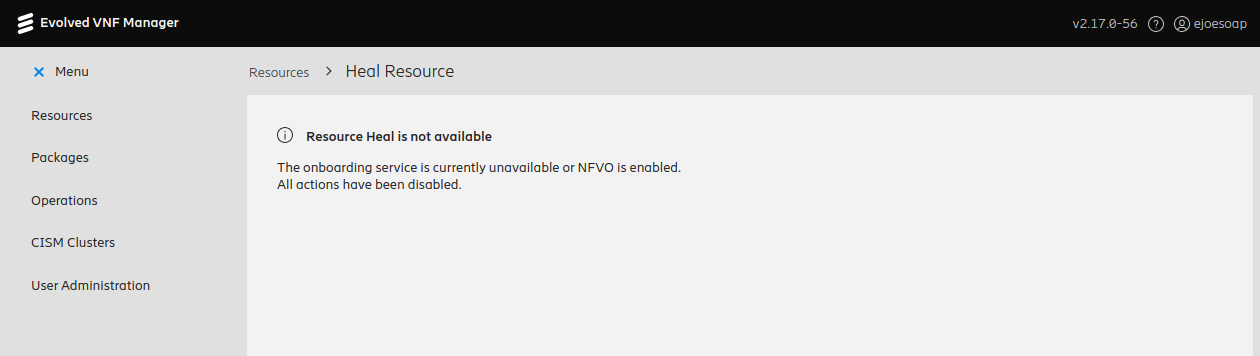 Evolved VNF Manager
v2.17.0-56
ejoesoap
Menu
Resources
Packages
Operations
CISM Clusters
User Administration
Resources > Heal Resource
Resource Heal is not available
The onboarding service is currently unavailable or NFVO is enabled.
All actions have been disabled.